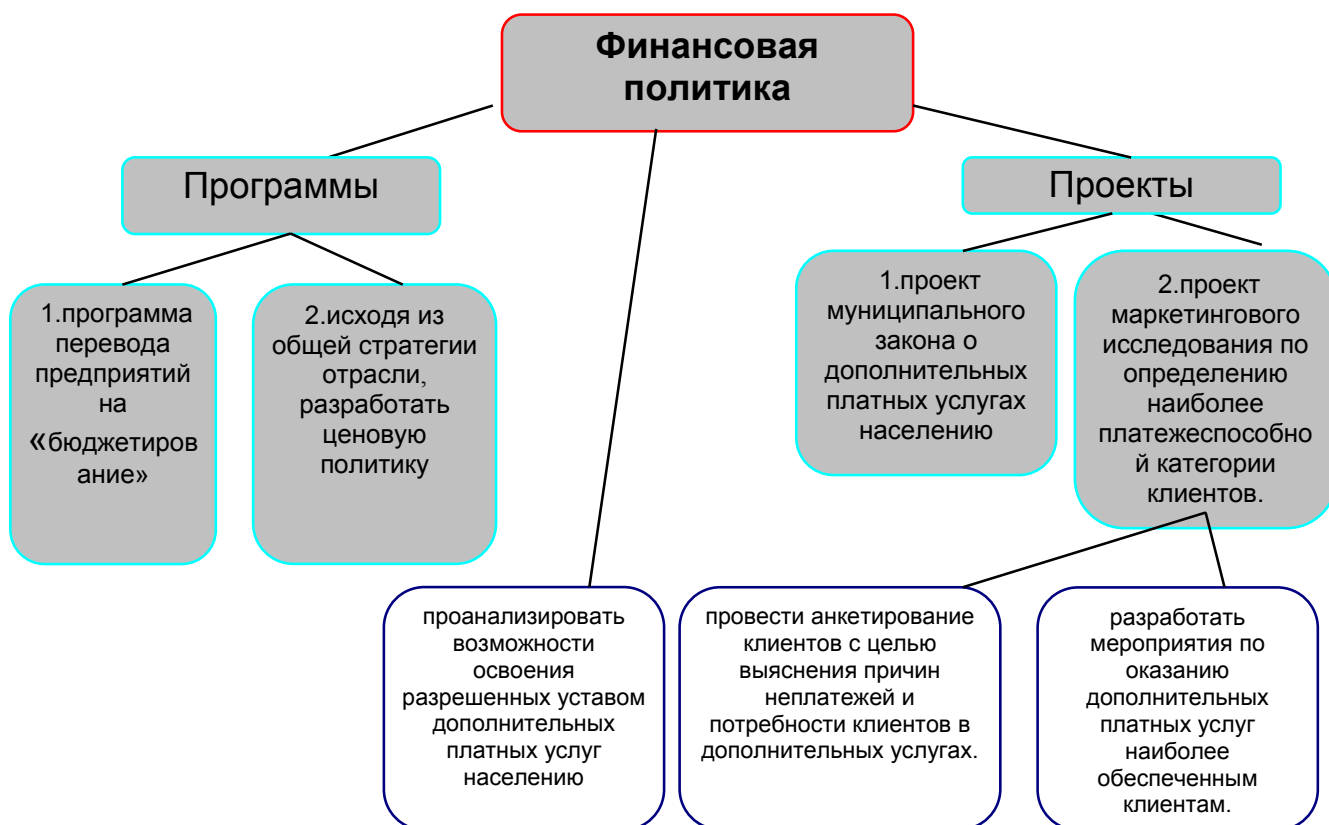 Финансовая
политика
Программы
Проекты
1.программа
перевода
предприятий
на
«бюджетиров
ание»
2.исходя из
общей стратегии
отрасли,
разработать
ценовую
политику
1.проект
муниципального
закона о
дополнительных
платных услугах
населению
2.проект
маркетингового
исследования по
определению
наиболее
платежеспособно
й категории
клиентов.
проанализировать
возможности
освоения
разрешенных уставом
дополнительных
платных услуг
населению
провести анкетирование
клиентов с целью
выяснения причин
неплатежей и
потребности клиентов в
дополнительных услугах.
разработать
мероприятия по
оказанию
дополнительных
платных услуг
наиболее
обеспеченным
клиентам.